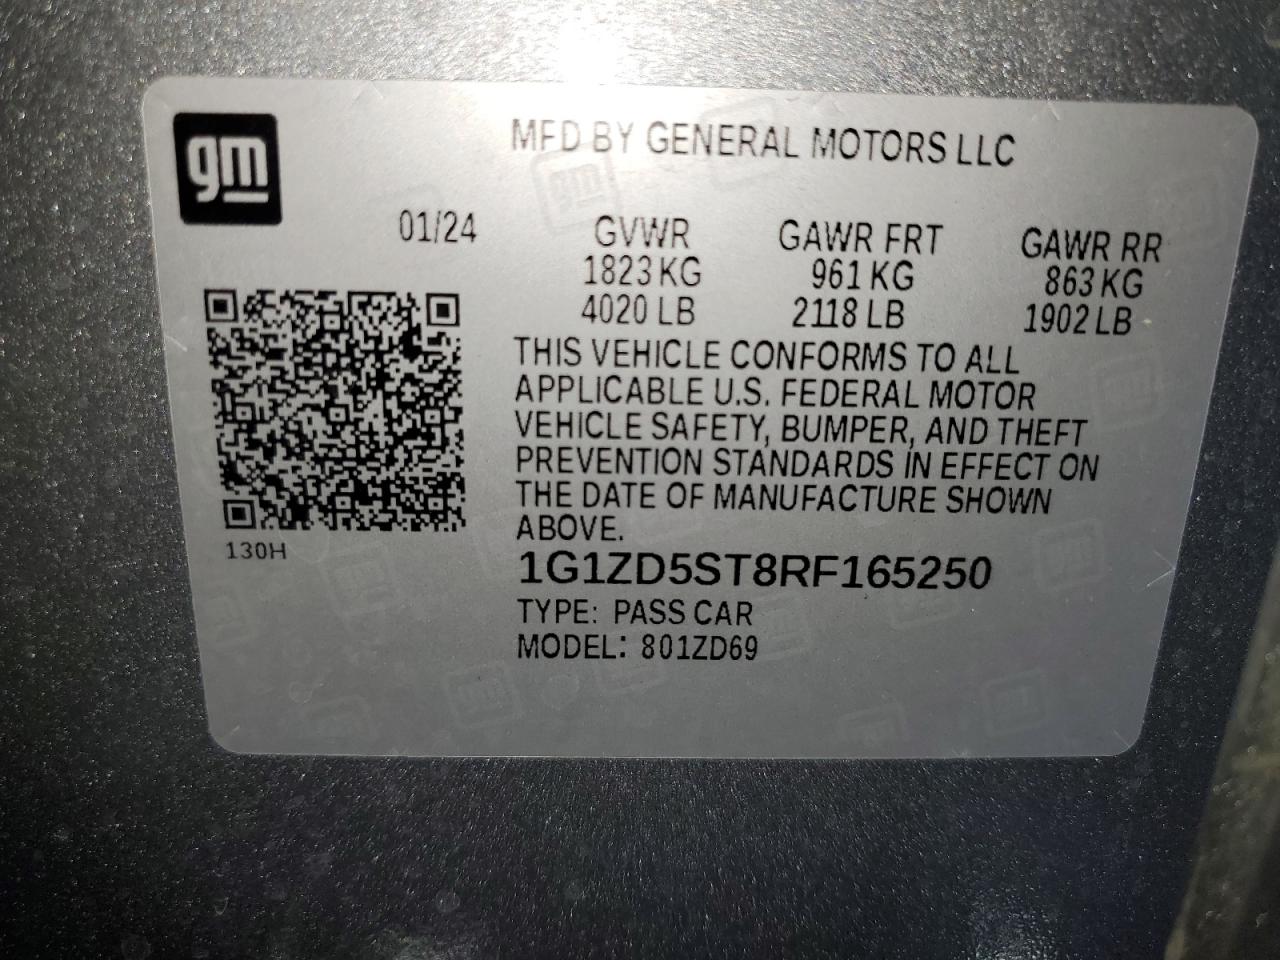 gm
MFD BY GENERAL MOTORS LLC
01/24
GVWR GAWR FRT GAWR RR
1823 KG 961 KG 863 KG
4020 LB 2118 LB 1902 LB
THIS VEHICLE CONFORMS TO ALL
APPLICABLE U.S. FEDERAL MOTOR
VEHICLE SAFETY, BUMPER, AND THEFT
PREVENTION STANDARDS IN EFFECT ON
THE DATE OF MANUFACTURE SHOWN
ABOVE.
130H
1G1ZD5ST8RF165250
TYPE: PASS CAR
MODEL: 801ZD69